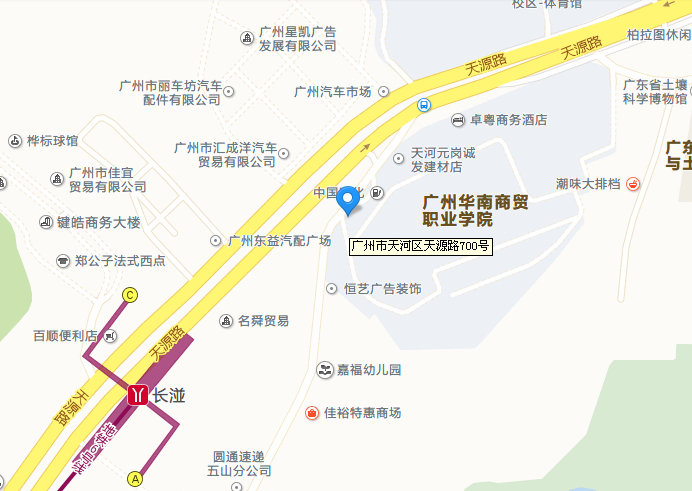 校区-体育馆
广州星凯广告
发展有限公司
柏拉图休闲
天源路
天源路
广州市丽车坊汽车
配件有限公司
广州汽车市场
广东省土壤
科学博物馆
卓粤商务酒店
桦标球馆
广州市汇成洋汽车
贸易有限公司
天河元岗诚
发建材店
广东
与土
广州市佳宜
贸易有限公司
中国
化
潮味大排档
广州华南商贸
职业学院
键皓商务大楼
广州东益汽配广场
广州市天河区天源路700号
郑公子法式西点
恒艺广告装饰
C
名舜贸易
百顺便利店
天源路
嘉福幼儿园
长湴
天源路
佳裕特惠商场
地铁6号线
圆通速递
五山分公司
A